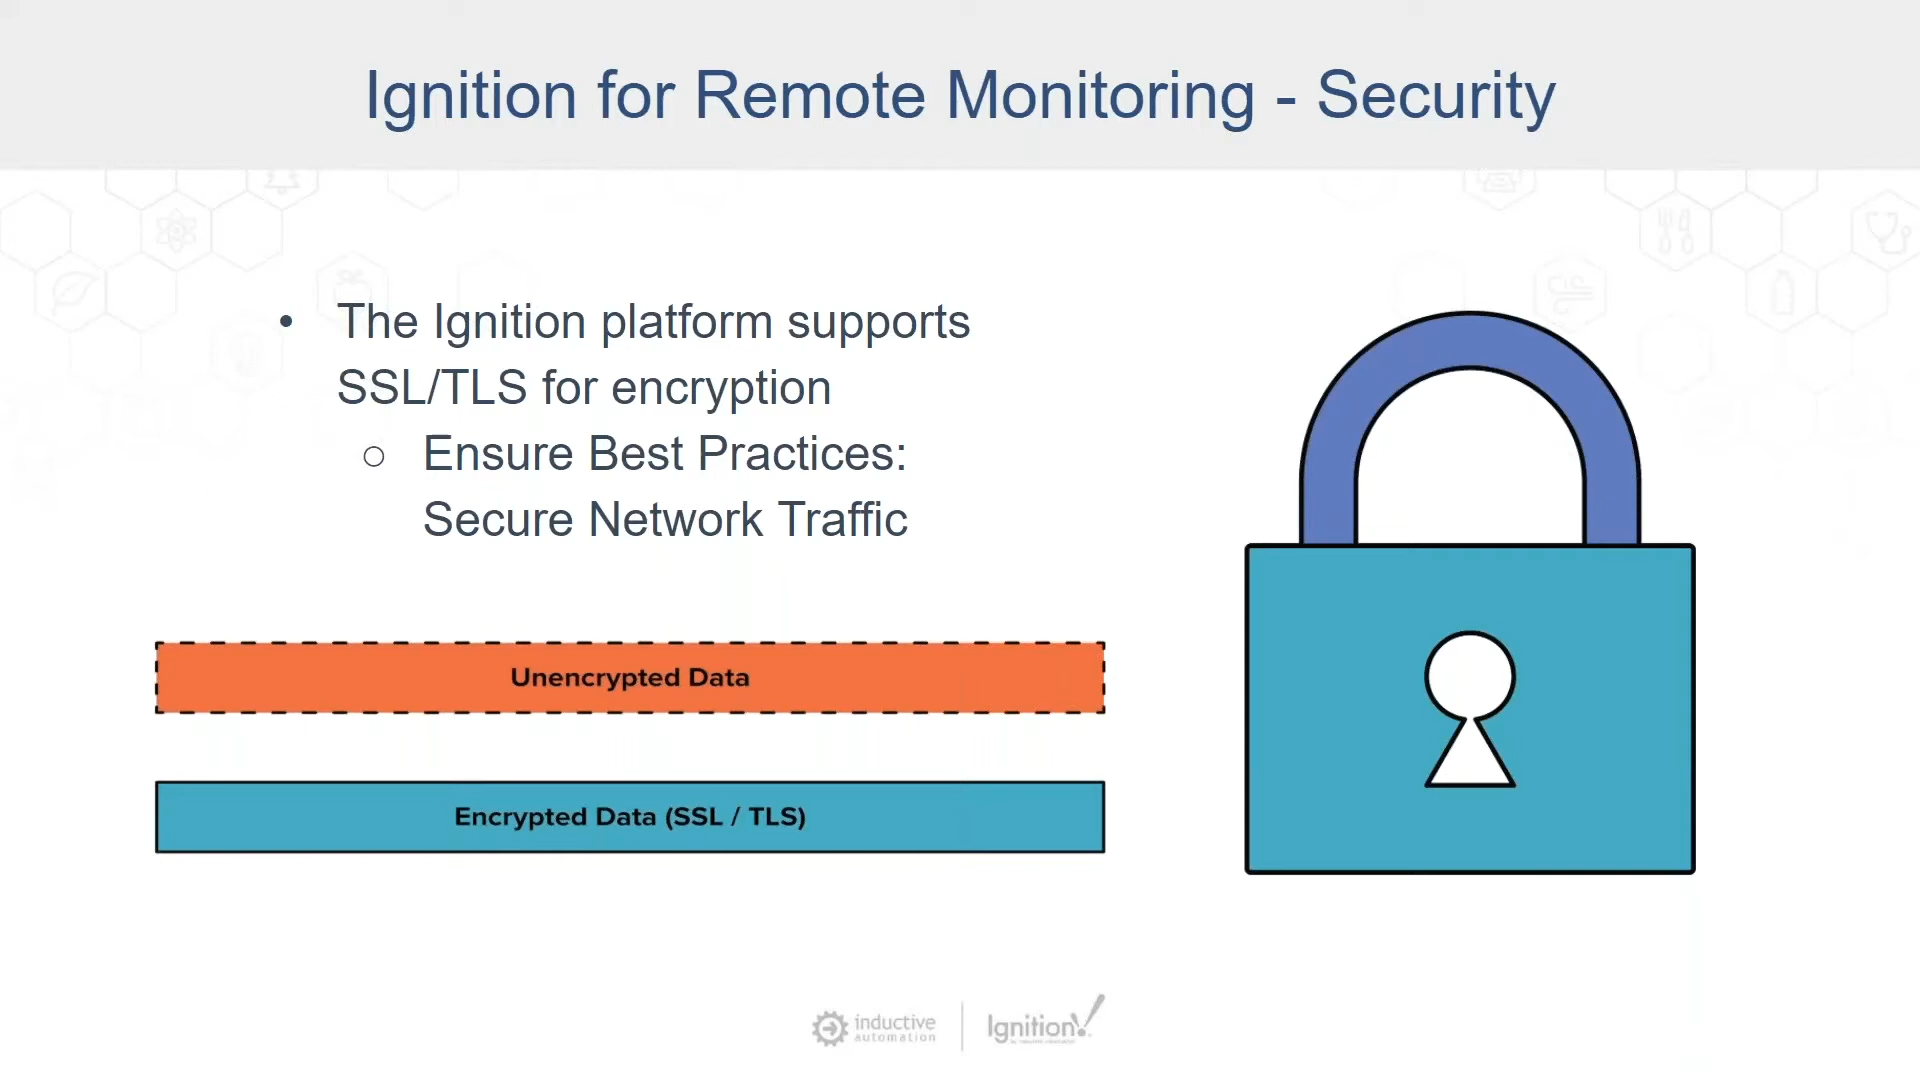 Ignition for Remote Monitoring - Security
• The Ignition platform supports
SSL/TLS for encryption
○ Ensure Best Practices:
Secure Network Traffic
Unencrypted Data
Encrypted Data (SSL / TLS)
inductive
automation
Ignition!